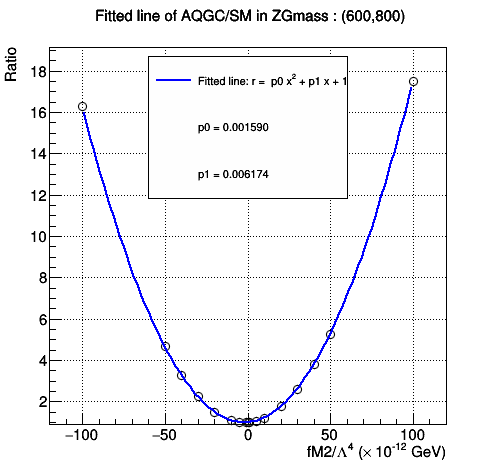 Fitted line of AQGC/SM in ZGmass : (600,800)
Ratio
Fitted line: r = p0 x² + p1 x + 1
p0 = 0.001590
p1 = 0.006174
18
16
14
12
10
8
6
4
2
−100 −50 0 50 100
fM2/Λ⁴ (× 10⁻¹² GeV)